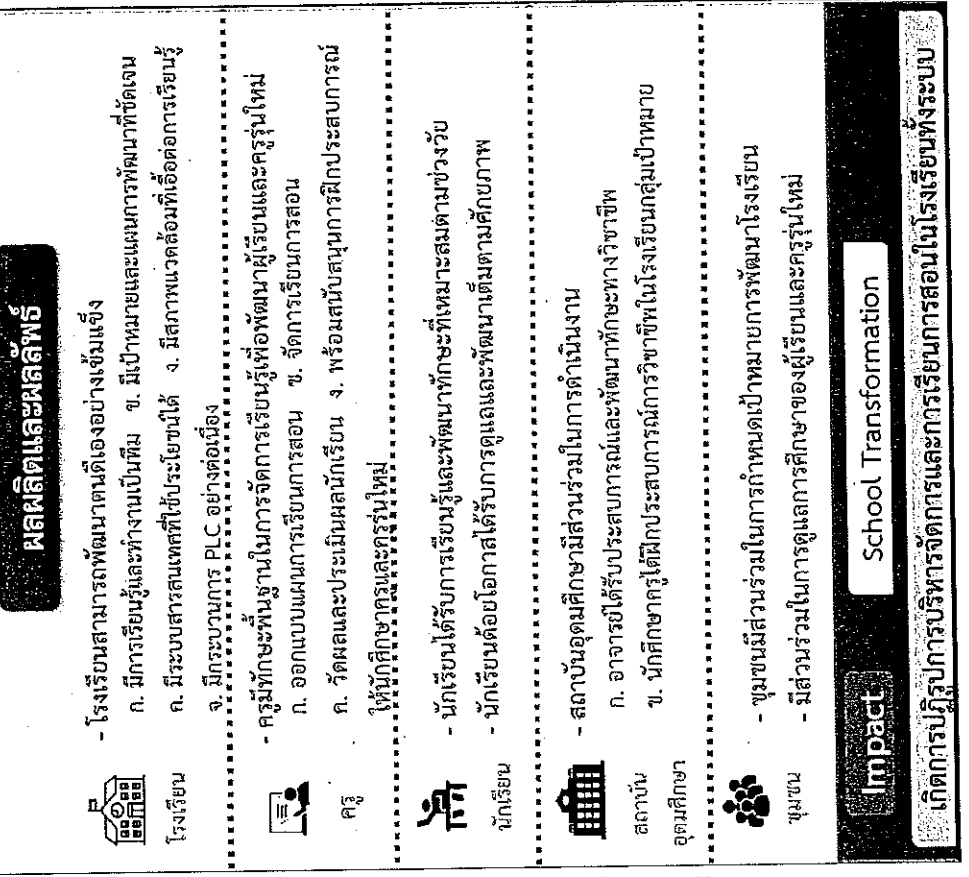 ผลผลิตและผลลัพธ์
โรงเรียน
- โรงเรียนสามารถพัฒนาตนเองอย่างเข้มแข็ง
ก. มีการเรียนรู้และทำงานเป็นทีม ข. มีเป้าหมายและแผนการพัฒนาที่ชัดเจน
ค. มีระบบสารสนเทศที่ใช้ประโยชน์ได้ ง. มีสภาพแวดล้อมที่เอื้อต่อการเรียนรู้
จ. มีกระบวนการ PLC อย่างต่อเนื่อง
ครู
- ครูมีทักษะพื้นฐานในการจัดการเรียนรู้เพื่อพัฒนาผู้เรียนและครูรุ่นใหม่
ก. ออกแบบแผนการเรียนการสอน ข. จัดการเรียนการสอน
ค. วัดผลและประเมินผลนักเรียน ง. พร้อมสนับสนุนการฝึกประสบการณ์
ให้นักศึกษาครูและครูรุ่นใหม่
นักเรียน
- นักเรียนได้รับการเรียนรู้และพัฒนาทักษะที่เหมาะสมตามช่วงวัย
- นักเรียนด้อยโอกาสได้รับการดูแลและพัฒนาเต็มตามศักยภาพ
สถาบัน
อุดมศึกษา
- สถาบันอุดมศึกษามีส่วนร่วมในการดำเนินงาน
ก. อาจารย์ได้รับประสบการณ์และพัฒนาทักษะทางวิชาชีพ
ข. นักศึกษาครูได้ฝึกประสบการณ์การวิชาชีพในโรงเรียนกลุ่มเป้าหมาย
ชุมชน
- ชุมชนมีส่วนร่วมในการกำหนดเป้าหมายการพัฒนาโรงเรียน
- มีส่วนร่วมในการดูแลการศึกษาของผู้เรียนและครูรุ่นใหม่
Impact School Transformation
เกิดการปฏิรูปการบริหารจัดการและการเรียนการสอนในโรงเรียนทั้งระบบ